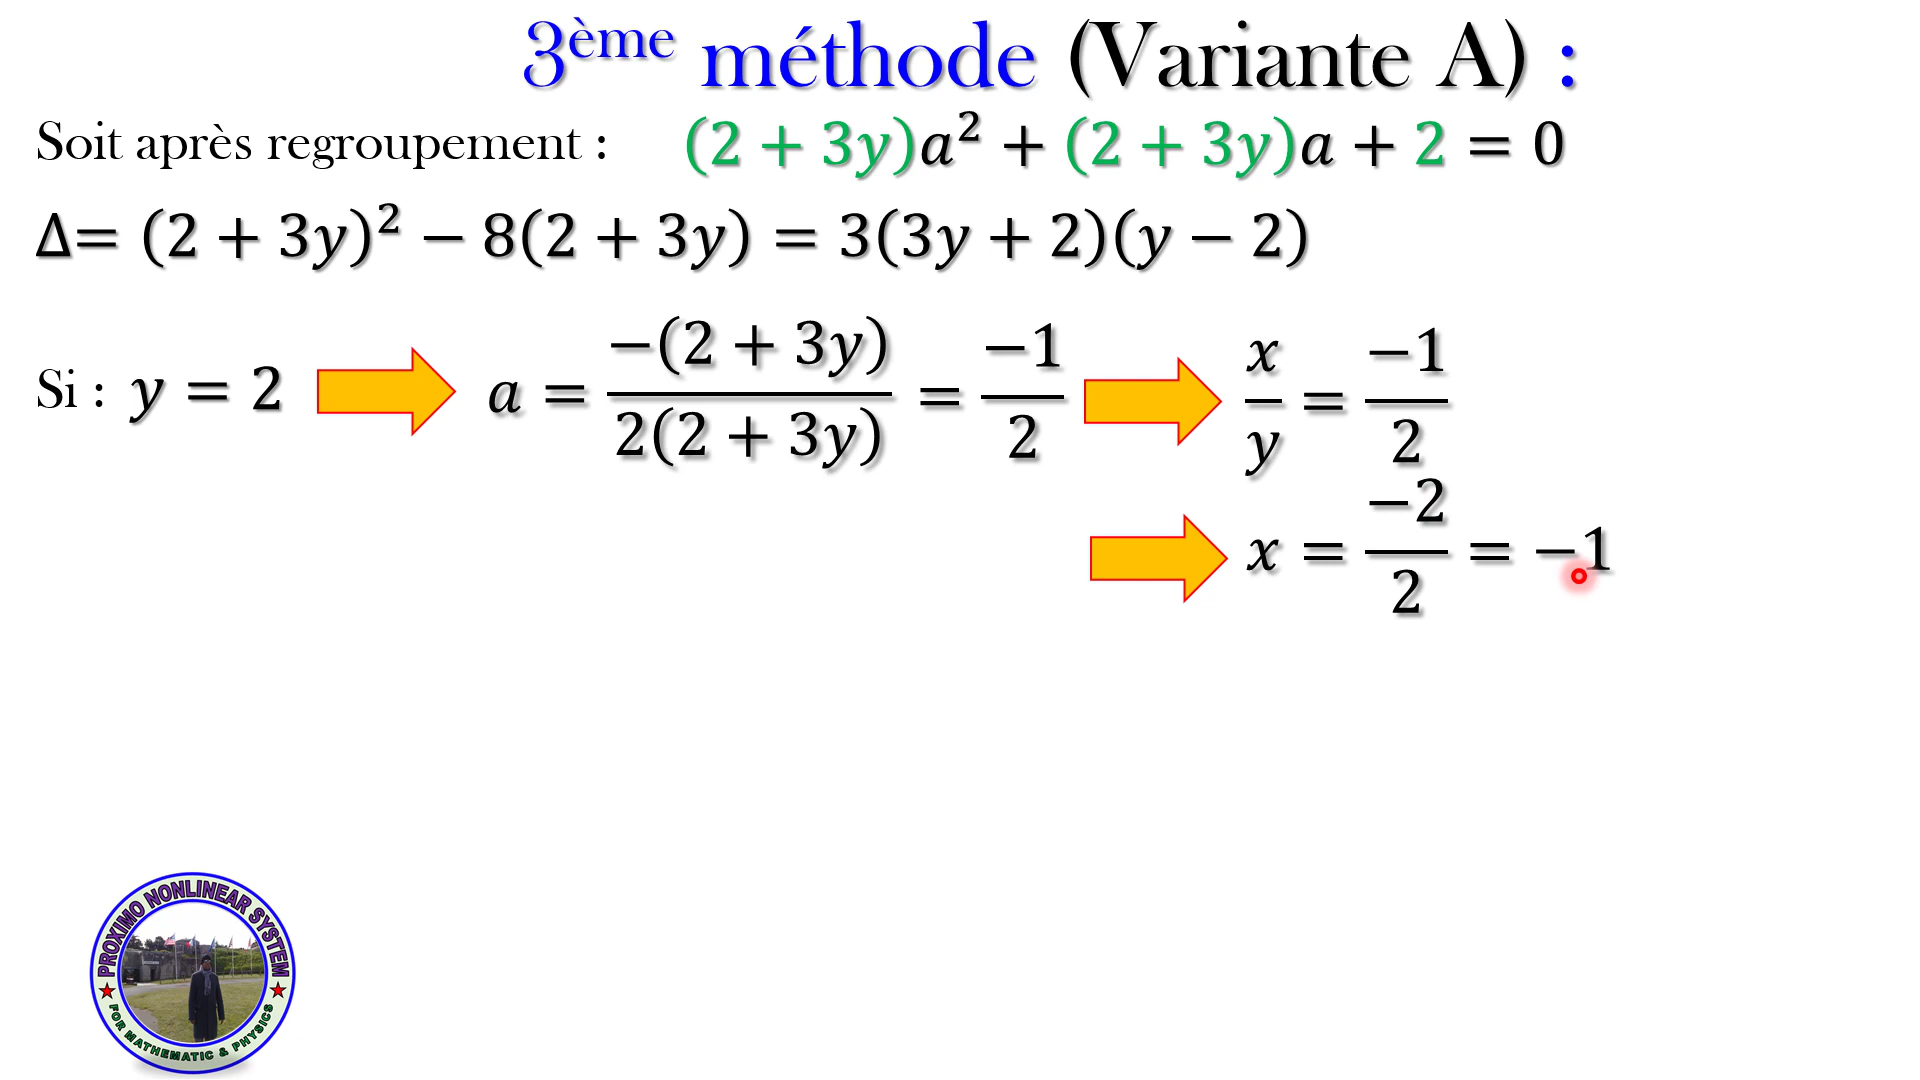 3ème méthode (Variante A) :
Soit après regroupement : (2 + 3y)a² + (2 + 3y)a + 2 = 0
Δ= (2 + 3y)² − 8(2 + 3y) = 3(3y + 2)(y − 2)
Si : y = 2 a = −(2 + 3y) / 2(2 + 3y) = −1 / 2 x / y = −1 / 2
x = −2 / 2 = −1
PROXIMO NONLINEAR SYSTEM
FOR MATHEMATIC & PHYSICS